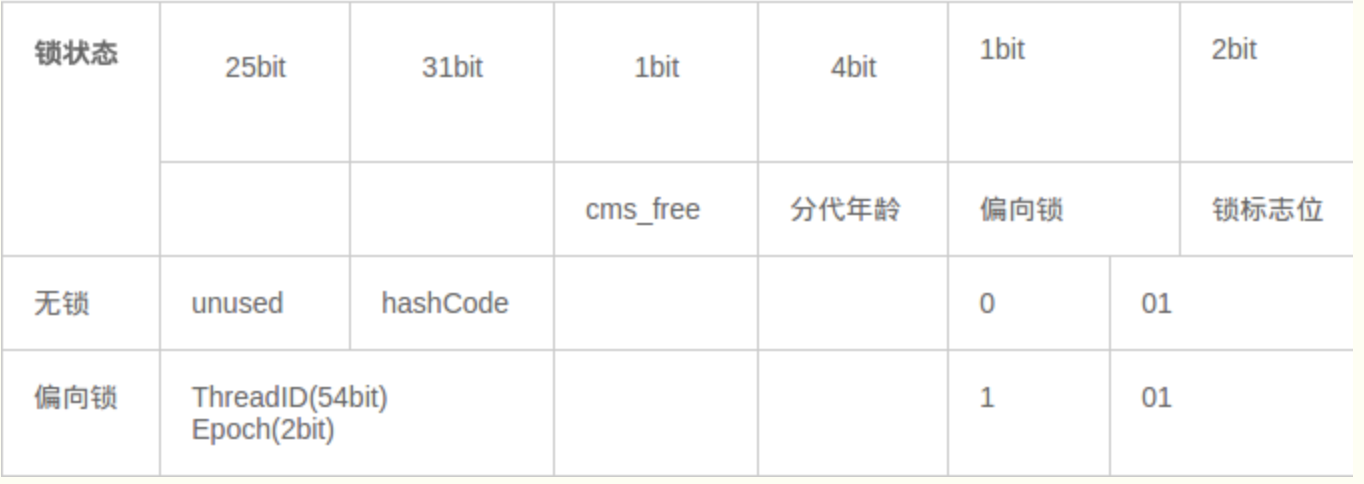 锁状态
25bit
31bit
1bit
4bit
1bit
2bit
cms_free
分代年龄
偏向锁
锁标志位
无锁
unused
hashCode
0
01
偏向锁
ThreadID(54bit)
Epoch(2bit)
1
01